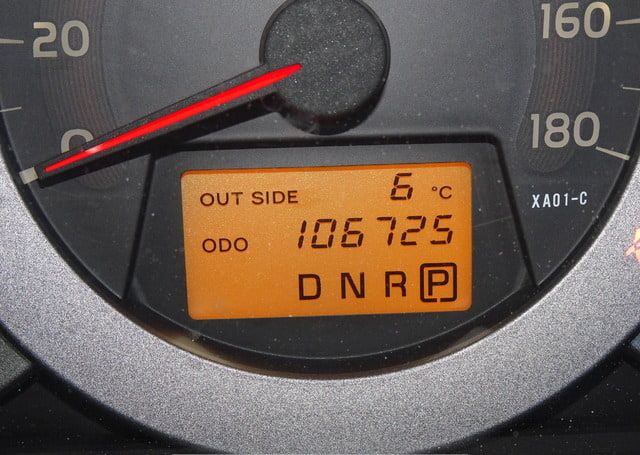 20
160
0
180
OUT SIDE 6 °C
XA01-C
ODO 106725
D N R P